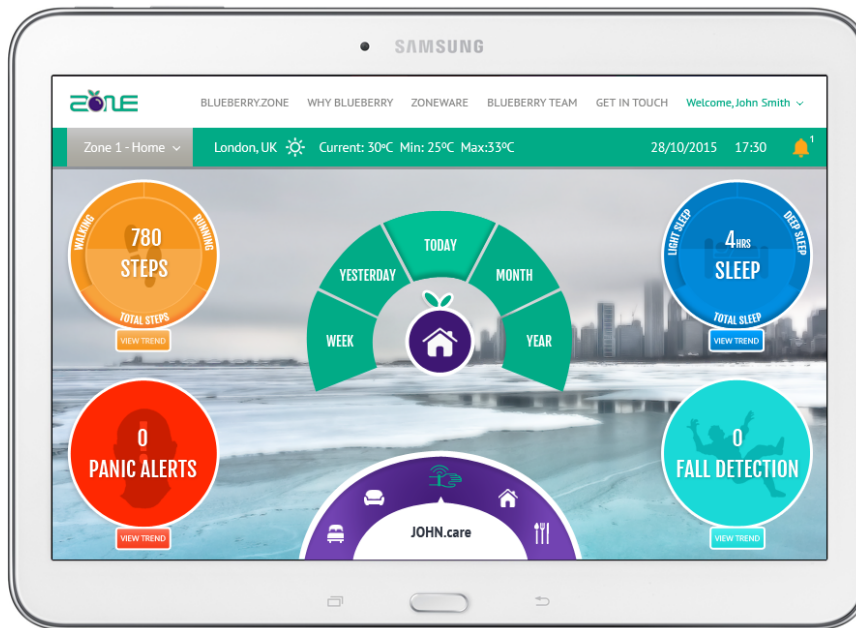 SAMSUNG
ZONE
BLUEBERRY.ZONE WHY BLUEBERRY ZONEWARE BLUEBERRY TEAM GET IN TOUCH Welcome, John Smith
Zone 1 - Home London, UK Current: 30ºC Min: 25ºC Max:33ºC 28/10/2015 17:30 1
WALKING
RUNNING
780
STEPS
TOTAL STEPS
VIEW TREND
WEEK
YESTERDAY
TODAY
MONTH
YEAR
LIGHT SLEEP
DEEP SLEEP
4HRS
SLEEP
TOTAL SLEEP
VIEW TREND
0
PANIC ALERTS
VIEW TREND
JOHN.care
0
FALL DETECTION
VIEW TREND